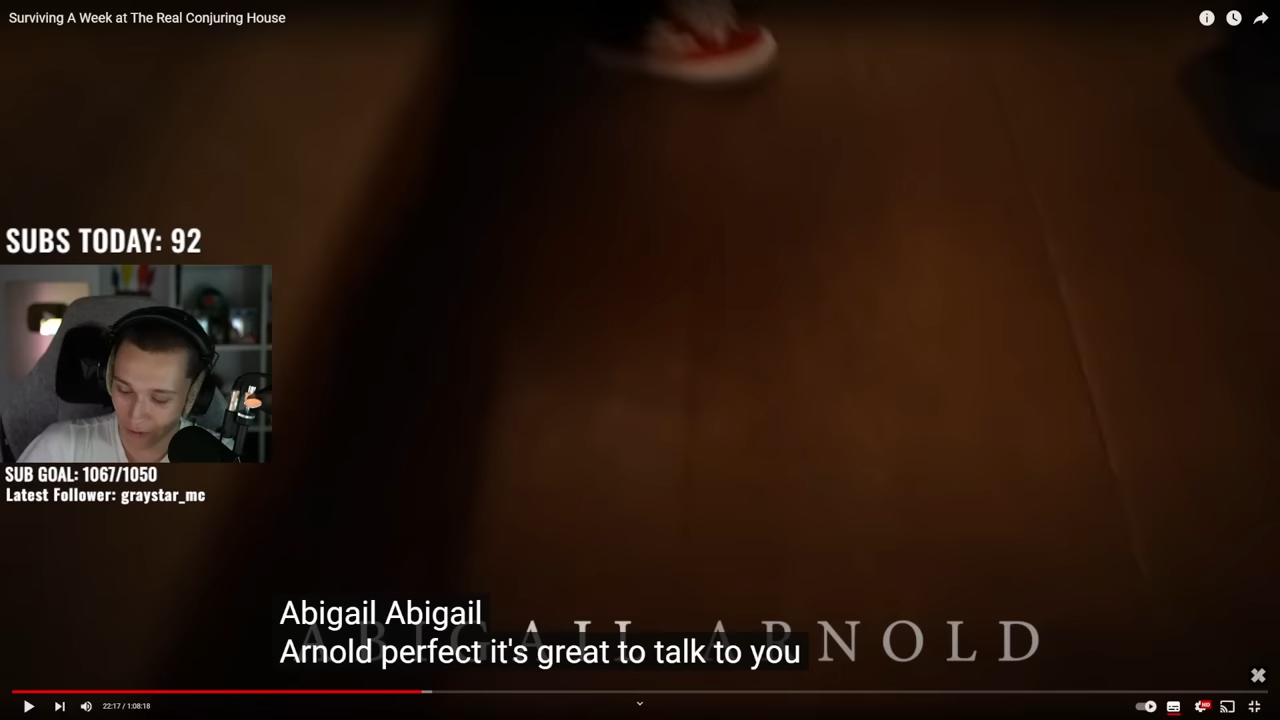 Surviving A Week at The Real Conjuring House
SUBS TODAY: 92
SUB GOAL: 1067/1050
Latest Follower: graystar_mc
Abigail Abigail
Arnold perfect it's great to talk to you
ABIGAIL ARNOLD
22:17 / 1:08:18
HD